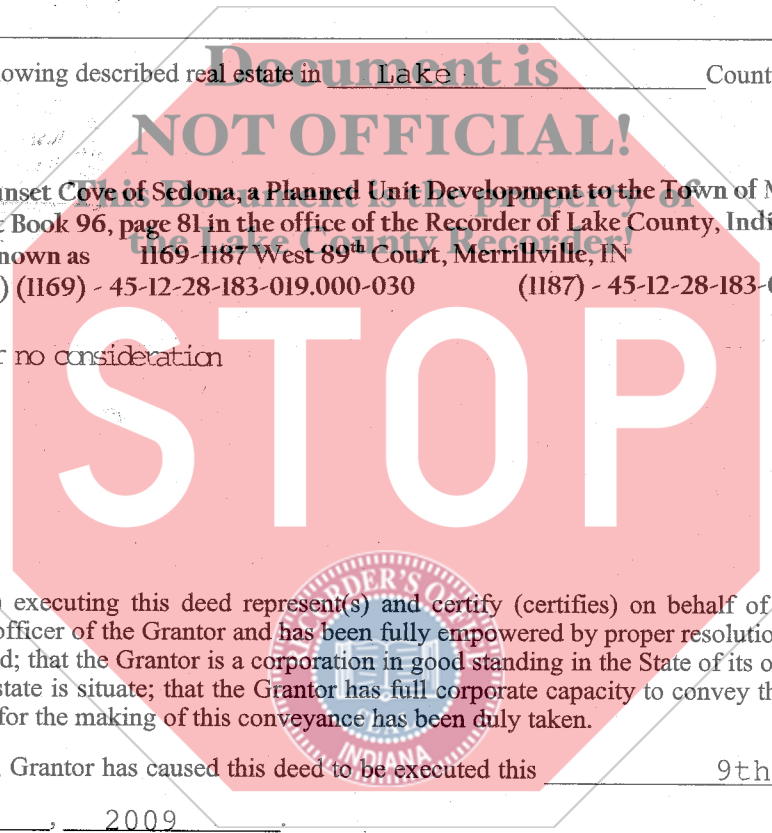 Document is
owing described real estate in Lake Count
NOT OFFICIAL!
This Document is the property of
unset Cove of Sedona, a Planned Unit Development to the Town of M
Book 96, page 81 in the office of the Recorder of Lake County, Indi
the Lake County Recorder!
nown as 1169-1187 West 89th Court, Merrillville, IN
) (1169) - 45-12-28-183-019.000-030 (1187) - 45-12-28-183-0
r no consideration
STOP
) executing this deed represent(s) and certify (certifies) on behalf of
officer of the Grantor and has been fully empowered by proper resolutio
d; that the Grantor is a corporation in good standing in the State of its o
state is situate; that the Grantor has full corporate capacity to convey th
for the making of this conveyance has been duly taken.
RECORDER'S OFFICE
SEAL
INDIANA
, Grantor has caused this deed to be executed this 9th
, 2009 .